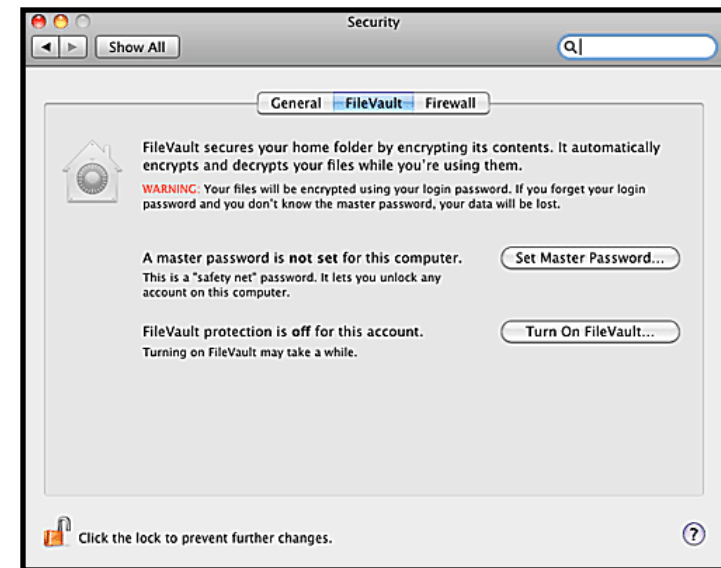 Security
Show All
General FileVault Firewall
FileVault secures your home folder by encrypting its contents. It automatically
encrypts and decrypts your files while you're using them.
WARNING: Your files will be encrypted using your login password. If you forget your login
password and you don't know the master password, your data will be lost.
A master password is not set for this computer.
Set Master Password...
This is a "safety net" password. It lets you unlock any
account on this computer.
FileVault protection is off for this account.
Turn On FileVault...
Turning on FileVault may take a while.
Click the lock to prevent further changes.
?